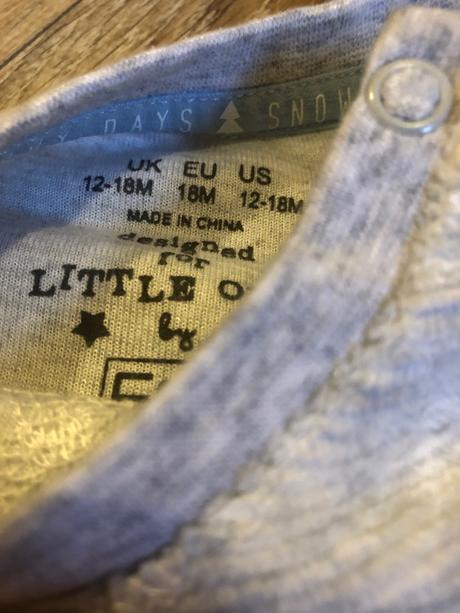 DAYS SNOW
UK EU US
12-18M 18M 12-18M
MADE IN CHINA
designed
for
LITTLE
by